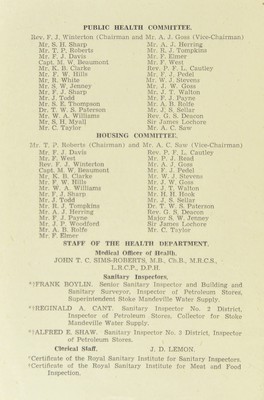 PUBLIC HEALTH COMMITTEE.
Rev. F. J. Winterton (Chairman and Mr. A. J. Goss (Vice-Chairman)
Mr. S. H. Sharp Mr. A. J. Herring
Mr. T. P. Roberts Mr. R. J. Tompkins
Mr. F. J. Davis Mr. F. Elmer
Capt. M. W. Beaumont Mr. F. West
Mr. K. B. Clarke Rev. P. F. L. Cautley
Mr. F. W. Hills Mr. F. J. Pedel
Mr. R. White Mr. W. J. Stevens
Mr. S. W. Jenney Mr. J. W. Goss
Mr. F. J. Sharp Mr. J. T. Walton
Mr. J. Todd Mr. F. J. Payne
Mr. S. E. Thompson Mr. A. B. Rolfe
Dr. T. W. S. Paterson Mr. J. S. Sellar
Mr. W. A. Williams Rev. G. S. Deacon
Mr. S. H. Myall Sir James Lochore
Mr. C. Taylor Mr. A. C. Saw
HOUSING COMMITTEE.
Mr. T. P. Roberts (Chairman) and Mr. A. C. Saw (Vice-Chairman)
Mr. F. J. Davis Rev. P. F. L. Cautley
Mr. F. West Mr. P. J. Read
Rev. F. J. Winterton Mr. A. J. Goss
Capt. M. W. Beaumont Mr. F. J. Pedel
Mr. K. B. Clarke Mr. W. J. Stevens
Mr. F. W. Hills Mr. J. W. Goss
Mr. W. A. Williams Mr. J. T. Walton
Mr. F. J. Sharp Mr. H. H. Hook
Mr. J. Todd Mr. J. S. Sellar
Mr. R. J. Tompkins Dr. T. W. S. Paterson
Mr. A. J. Herring Rev. G. S. Deacon
Mr. F. J. Payne Major S. W. Jenney
Mr. J. P. Woodford Sir James Lochore
Mr. A. B. Rolfe Mr. C. Taylor
Mr. F. Elmer
STAFF OF THE HEALTH DEPARTMENT.
Medical Officer of Health.
JOHN T. C. SIMS-ROBERTS, M.B., Ch.B., M.R.C.S.,
L.R.C.P., D.P.H.
Sanitary Inspectors.
*†FRANK BOYLIN. Senior Sanitary Inspector and Building and
Sanitary Surveyor, Inspector of Petroleum Stores,
Superintendent Stoke Mandeville Water Supply.
*†REGINALD A. CANT. Sanitary Inspector No. 2 District,
Inspector of Petroleum Stores, Collector for Stoke
Mandeville Water Supply.
*†ALFRED E. SHAW. Sanitary Inspector No. 3 District, Inspector
of Petroleum Stores.
Clerical Staff. J. D. LEMON.
*Certificate of the Royal Sanitary Institute for Sanitary Inspectors.
†Certificate of the Royal Sanitary Institute for Meat and Food
Inspection.